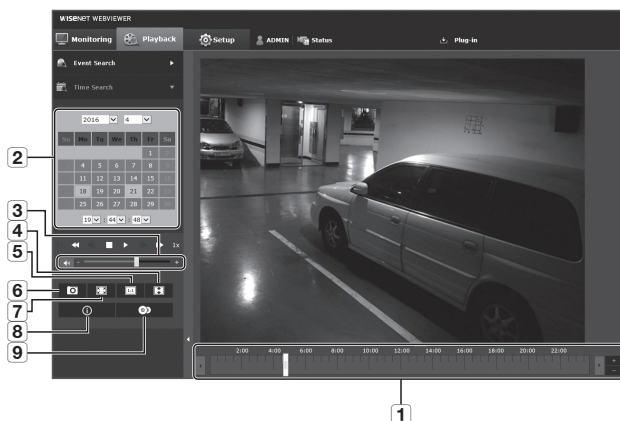 WISENET WEBVIEWER
Monitoring Playback Setup ADMIN Status Plug-in
Event Search
Time Search
2016 4
Su Mo Tu We Th Fr Sa
1
4 5 6 7 8
11 12 13 14 15
18 19 20 21 22
25 26 27 28 29
19 : 44 : 48
1x
- +
1:1
2:00 4:00 6:00 8:00 10:00 12:00 14:00 16:00 18:00 20:00 22:00
+
-
2
3
4
5
6
7
8
9
1